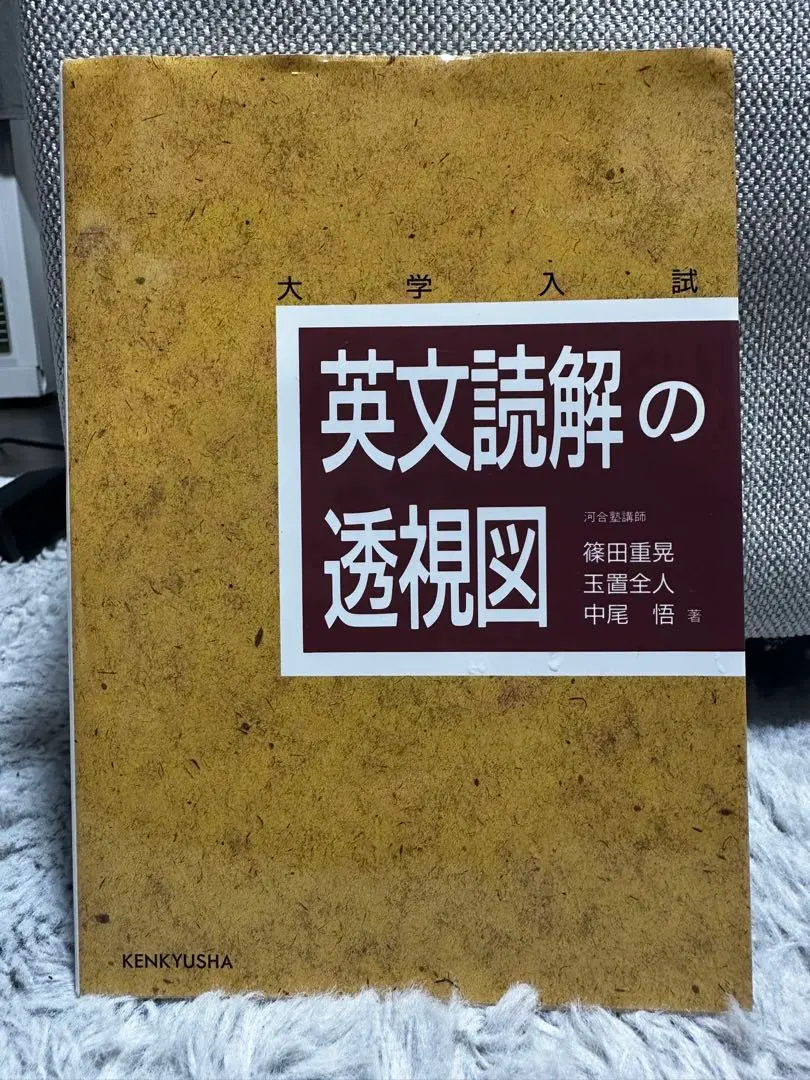 大学入試
英文読解の
透視図
河合塾講師
篠田重晃
玉置全人
中尾 悟 著
KENKYUSHA